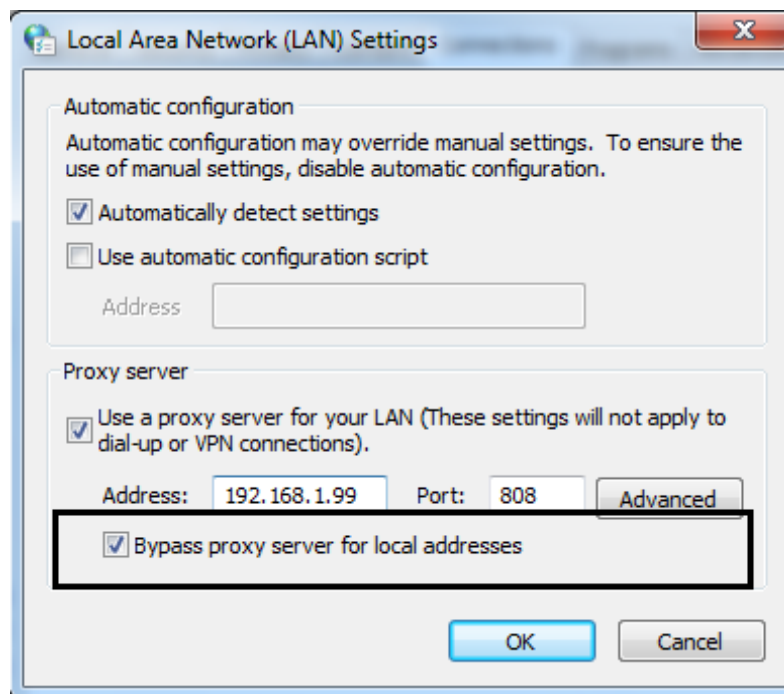 Local Area Network (LAN) Settings
Automatic configuration
Automatic configuration may override manual settings. To ensure the
use of manual settings, disable automatic configuration.
Automatically detect settings
Use automatic configuration script
Address
Proxy server
Use a proxy server for your LAN (These settings will not apply to
dial-up or VPN connections).
Address: 192.168.1.99 Port: 808 Advanced
Bypass proxy server for local addresses
OK Cancel